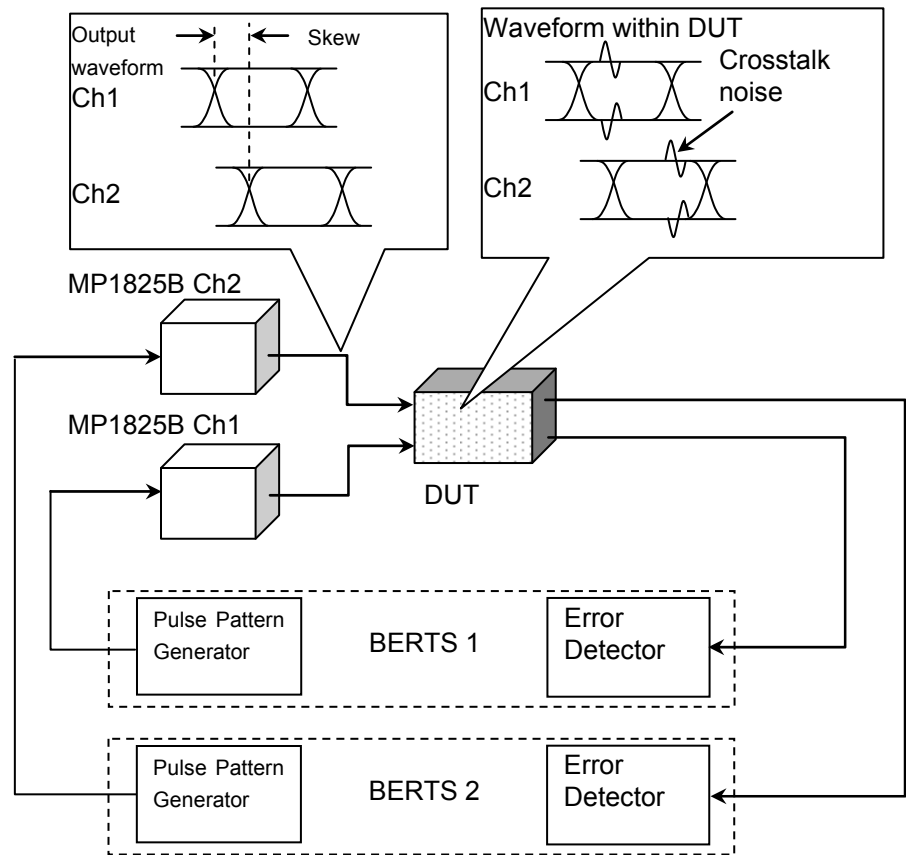 Output
waveform
Skew
Ch1
Ch2
Waveform within DUT
Ch1
Crosstalk
noise
Ch2
MP1825B Ch2
MP1825B Ch1
DUT
Pulse Pattern
Generator
BERTS 1
Error
Detector
Pulse Pattern
Generator
BERTS 2
Error
Detector